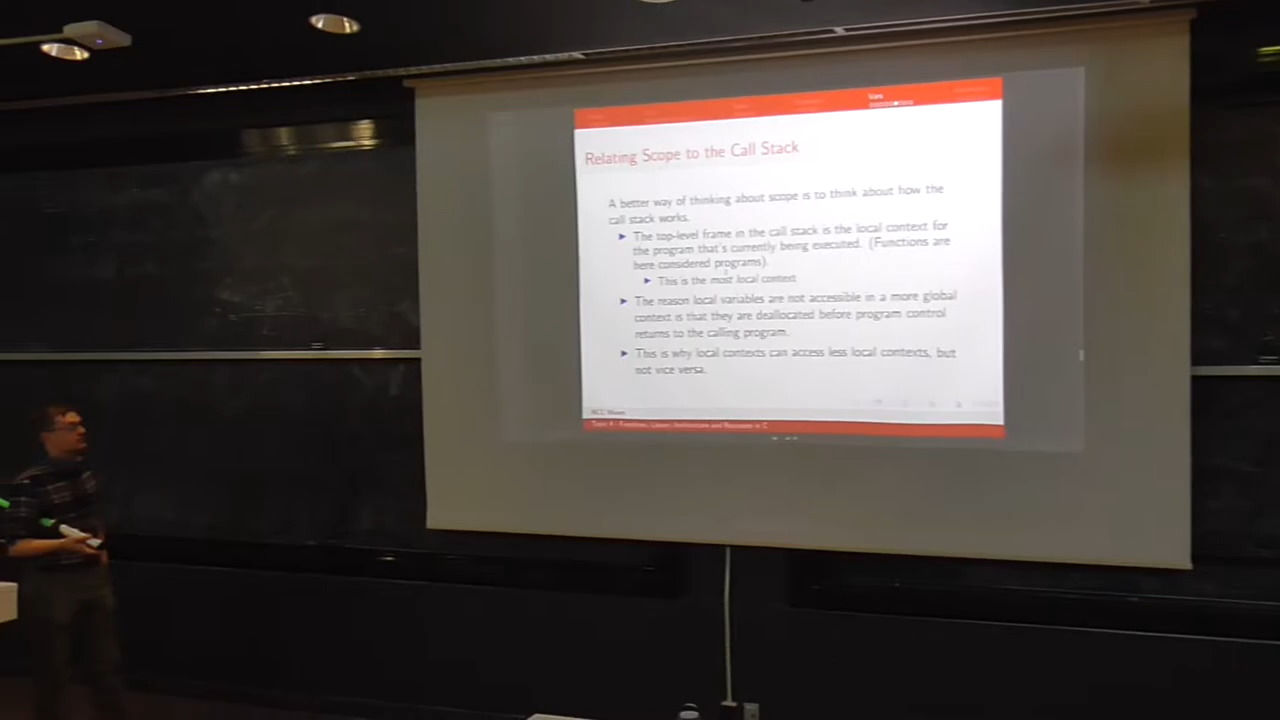 Vars
Relating Scope to the Call Stack
A better way of thinking about scope is to think about how the
call stack works.
The top-level frame in the call stack is the local context for
the program that's currently being executed. (Functions are
here considered programs).
This is the most local context
The reason local variables are not accessible in a more global
context is that they are deallocated before program control
returns to the calling program.
This is why local contexts can access less local contexts, but
not vice versa.